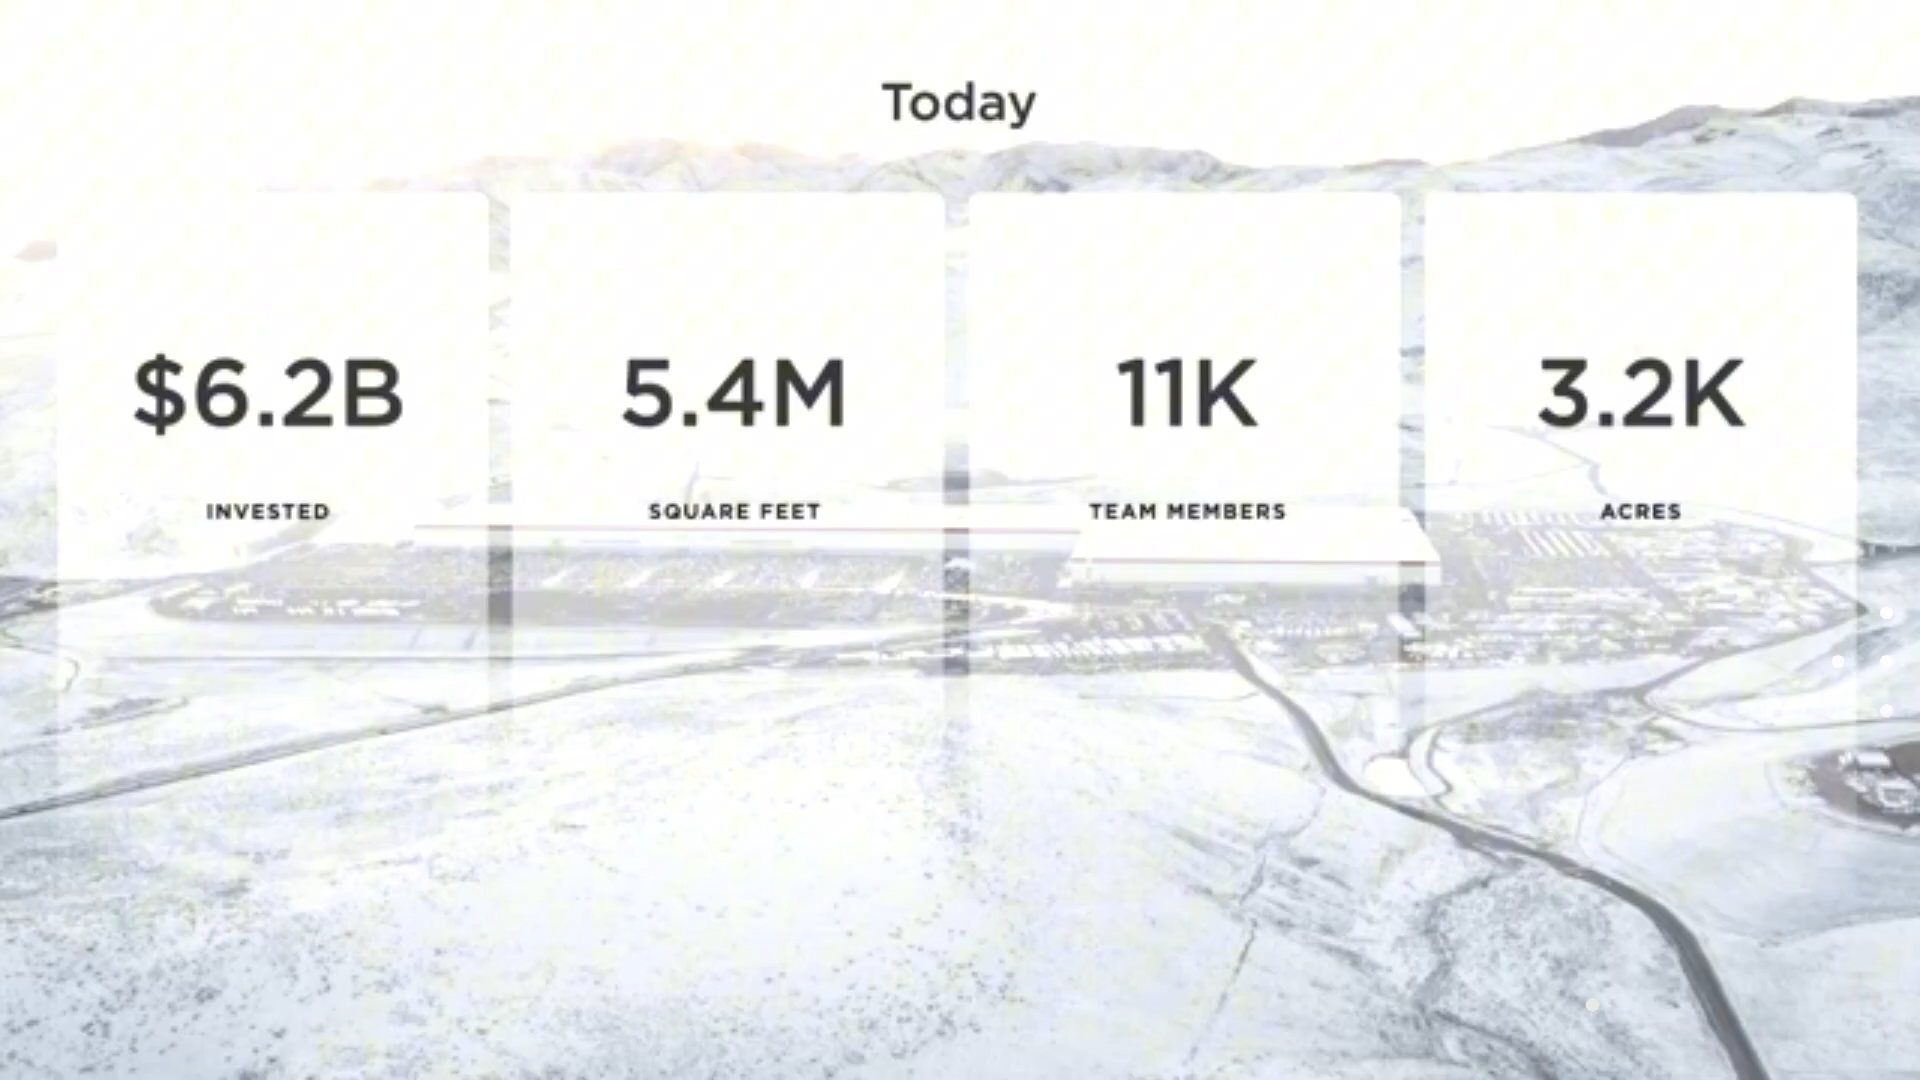 Today
$6.2B
INVESTED
5.4M
SQUARE FEET
11K
TEAM MEMBERS
3.2K
ACRES